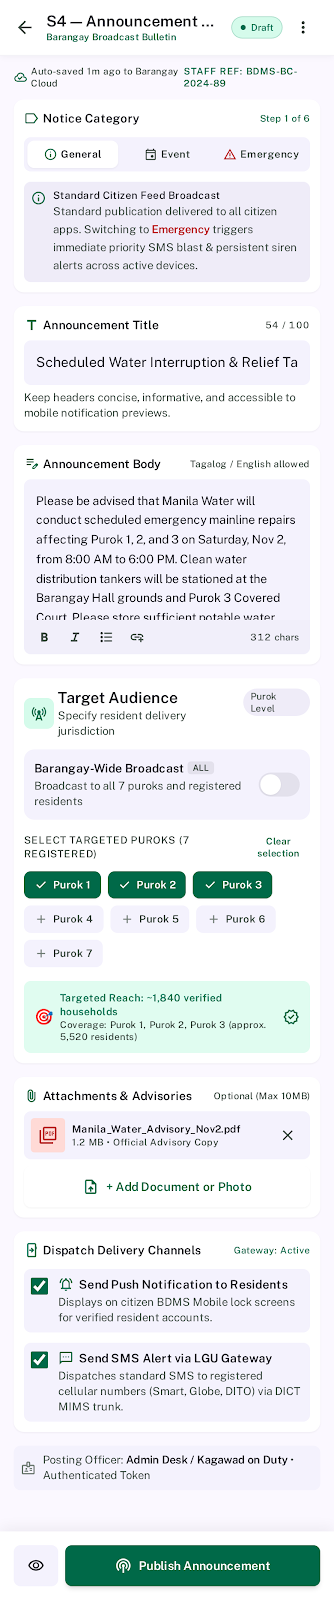 S4 — Announcement ...
Barangay Broadcast Bulletin
Draft
Auto-saved 1m ago to Barangay
Cloud
STAFF REF: BDMS-BC-
2024-89
Notice Category
Step 1 of 6
General
Event
Emergency
Standard Citizen Feed Broadcast
Standard publication delivered to all citizen
apps. Switching to Emergency triggers
immediate priority SMS blast & persistent siren
alerts across active devices.
Announcement Title
54 / 100
Scheduled Water Interruption & Relief Ta
Keep headers concise, informative, and accessible to
mobile notification previews.
Announcement Body
Tagalog / English allowed
Please be advised that Manila Water will
conduct scheduled emergency mainline repairs
affecting Purok 1, 2, and 3 on Saturday, Nov 2,
from 8:00 AM to 6:00 PM. Clean water
distribution tankers will be stationed at the
Barangay Hall grounds and Purok 3 Covered
Court. Please store sufficient potable water
B I
312 chars
Target Audience
Specify resident delivery
jurisdiction
Purok
Level
Barangay-Wide Broadcast ALL
Broadcast to all 7 puroks and registered
residents
SELECT TARGETED PUROKS (7
REGISTERED)
Clear
selection
Purok 1
Purok 2
Purok 3
Purok 4
Purok 5
Purok 6
Purok 7
Targeted Reach: ~1,840 verified
households
Coverage: Purok 1, Purok 2, Purok 3 (approx.
5,520 residents)
Attachments & Advisories
Optional (Max 10MB)
PDF
Manila_Water_Advisory_Nov2.pdf
1.2 MB • Official Advisory Copy
+ Add Document or Photo
Dispatch Delivery Channels
Gateway: Active
Send Push Notification to Residents
Displays on citizen BDMS Mobile lock screens
for verified resident accounts.
Send SMS Alert via LGU Gateway
Dispatches standard SMS to registered
cellular numbers (Smart, Globe, DITO) via DICT
MIMS trunk.
Posting Officer: Admin Desk / Kagawad on Duty •
Authenticated Token
Publish Announcement